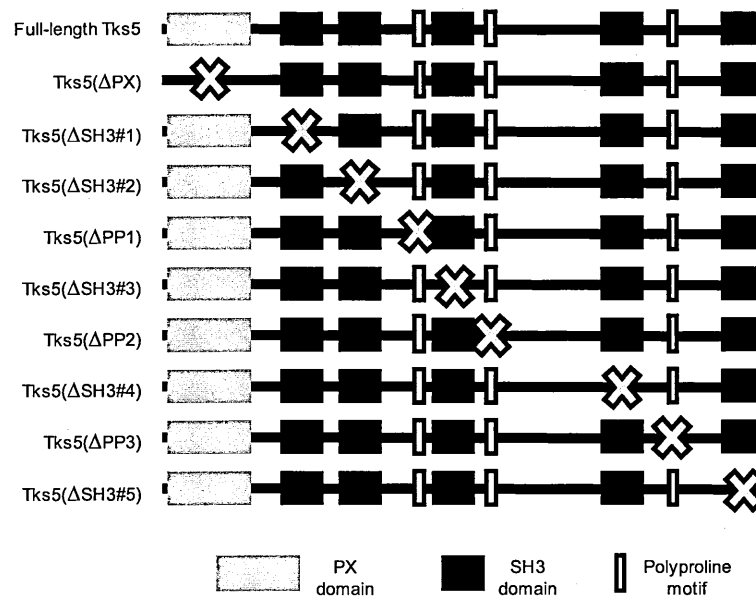 Full-length Tks5
Tks5(ΔPX)
Tks5(ΔSH3#1)
Tks5(ΔSH3#2)
Tks5(ΔPP1)
Tks5(ΔSH3#3)
Tks5(ΔPP2)
Tks5(ΔSH3#4)
Tks5(ΔPP3)
Tks5(ΔSH3#5)
PX
domain
SH3
domain
Polyproline
motif